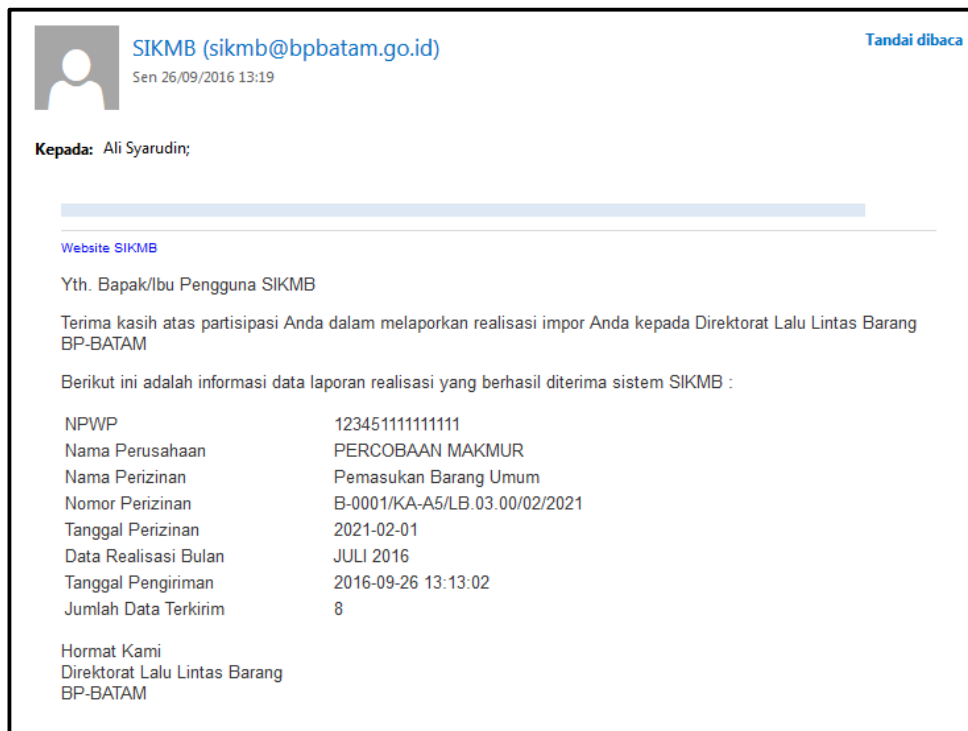 SIKMB (sikmb@bpbatam.go.id)
Tandai dibaca
Sen 26/09/2016 13:19
Kepada: Ali Syarudin;
Website SIKMB
Yth. Bapak/Ibu Pengguna SIKMB
Terima kasih atas partisipasi Anda dalam melaporkan realisasi impor Anda kepada Direktorat Lalu Lintas Barang
BP-BATAM
Berikut ini adalah informasi data laporan realisasi yang berhasil diterima sistem SIKMB :
NPWP 123451111111111
Nama Perusahaan PERCOBAAN MAKMUR
Nama Perizinan Pemasukan Barang Umum
Nomor Perizinan B-0001/KA-A5/LB.03.00/02/2021
Tanggal Perizinan 2021-02-01
Data Realisasi Bulan JULI 2016
Tanggal Pengiriman 2016-09-26 13:13:02
Jumlah Data Terkirim 8
Hormat Kami
Direktorat Lalu Lintas Barang
BP-BATAM